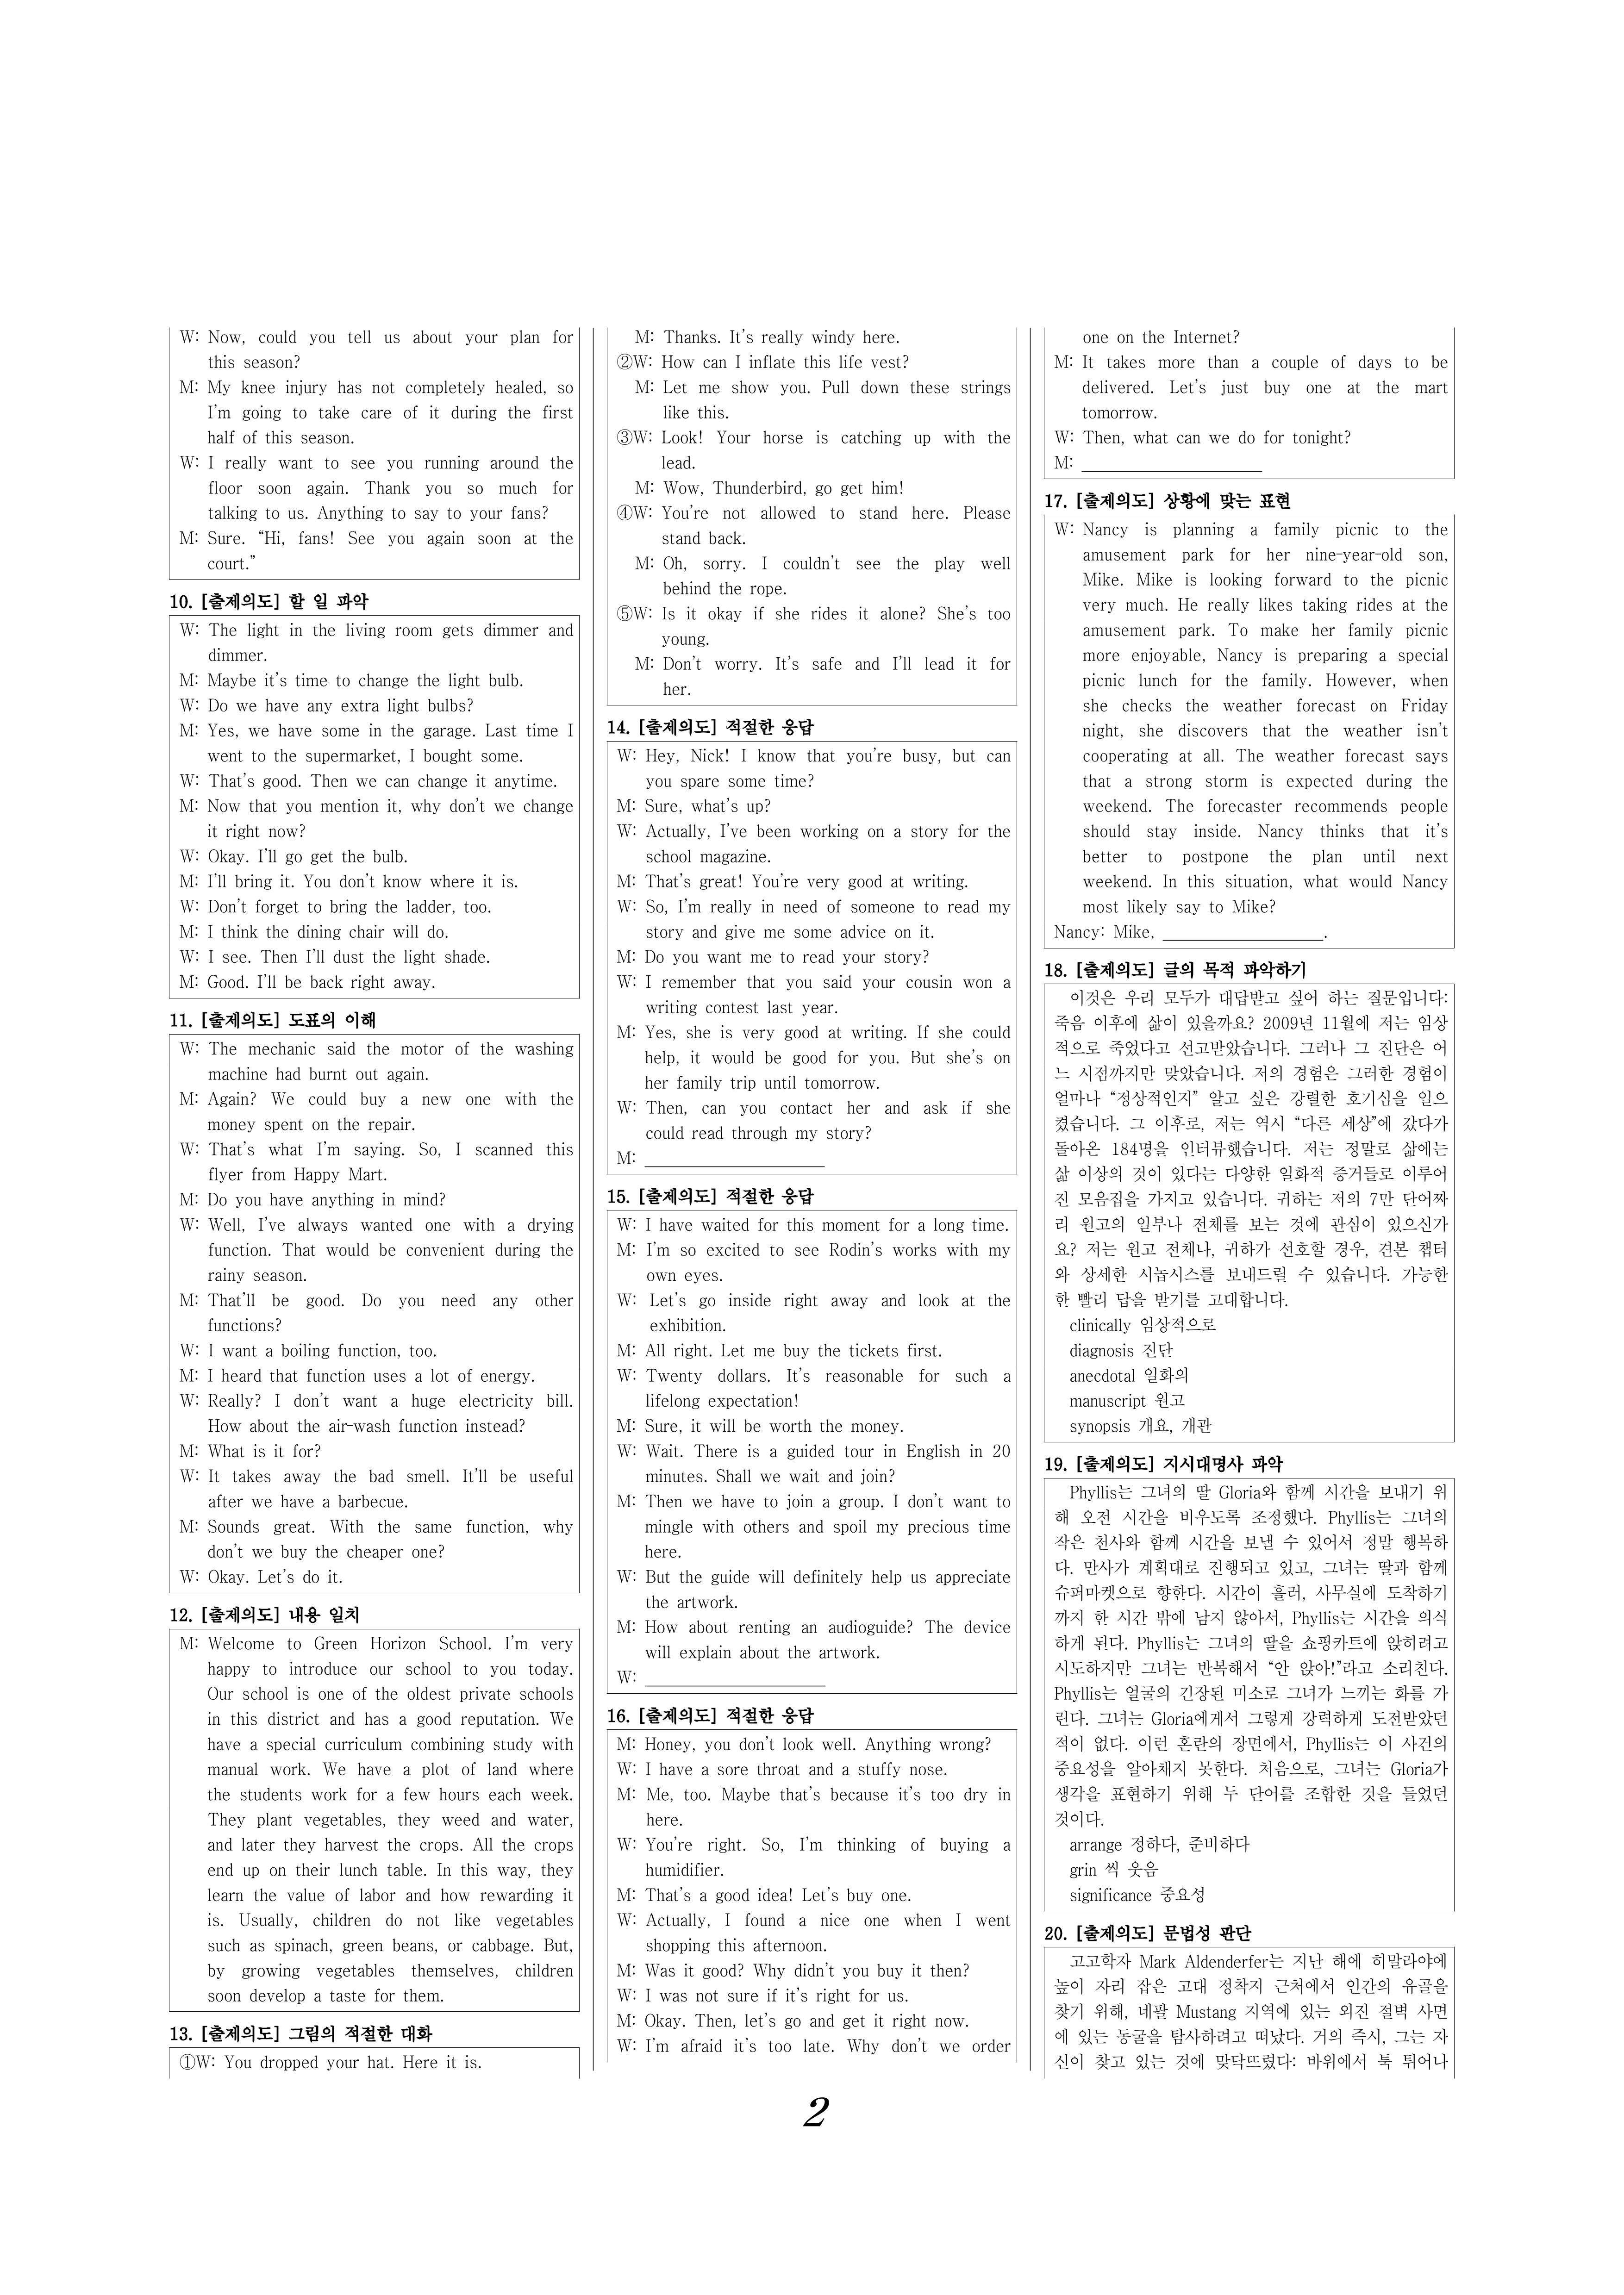 W: Now, could you tell us about your plan for
this season?
M: My knee injury has not completely healed, so
I'm going to take care of it during the first
half of this season.
W: I really want to see you running around the
floor soon again. Thank you so much for
talking to us. Anything to say to your fans?
M: Sure. “Hi, fans! See you again soon at the
court.”
10. [출제의도] 할 일 파악
W: The light in the living room gets dimmer and
dimmer.
M: Maybe it's time to change the light bulb.
W: Do we have any extra light bulbs?
M: Yes, we have some in the garage. Last time I
went to the supermarket, I bought some.
W: That's good. Then we can change it anytime.
M: Now that you mention it, why don't we change
it right now?
W: Okay. I'll go get the bulb.
M: I'll bring it. You don't know where it is.
W: Don't forget to bring the ladder, too.
M: I think the dining chair will do.
W: I see. Then I'll dust the light shade.
M: Good. I'll be back right away.
11. [출제의도] 도표의 이해
W: The mechanic said the motor of the washing
machine had burnt out again.
M: Again? We could buy a new one with the
money spent on the repair.
W: That's what I'm saying. So, I scanned this
flyer from Happy Mart.
M: Do you have anything in mind?
W: Well, I've always wanted one with a drying
function. That would be convenient during the
rainy season.
M: That'll be good. Do you need any other
functions?
W: I want a boiling function, too.
M: I heard that function uses a lot of energy.
W: Really? I don't want a huge electricity bill.
How about the air-wash function instead?
M: What is it for?
W: It takes away the bad smell. It'll be useful
after we have a barbecue.
M: Sounds great. With the same function, why
don't we buy the cheaper one?
W: Okay. Let's do it.
12. [출제의도] 내용 일치
M: Welcome to Green Horizon School. I'm very
happy to introduce our school to you today.
Our school is one of the oldest private schools
in this district and has a good reputation. We
have a special curriculum combining study with
manual work. We have a plot of land where
the students work for a few hours each week.
They plant vegetables, they weed and water,
and later they harvest the crops. All the crops
end up on their lunch table. In this way, they
learn the value of labor and how rewarding it
is. Usually, children do not like vegetables
such as spinach, green beans, or cabbage. But,
by growing vegetables themselves, children
soon develop a taste for them.
13. [출제의도] 그림의 적절한 대화
①W: You dropped your hat. Here it is.
M: Thanks. It's really windy here.
②W: How can I inflate this life vest?
M: Let me show you. Pull down these strings
like this.
③W: Look! Your horse is catching up with the
lead.
M: Wow, Thunderbird, go get him!
④W: You're not allowed to stand here. Please
stand back.
M: Oh, sorry. I couldn't see the play well
behind the rope.
⑤W: Is it okay if she rides it alone? She's too
young.
M: Don't worry. It's safe and I'll lead it for
her.
14. [출제의도] 적절한 응답
W: Hey, Nick! I know that you're busy, but can
you spare some time?
M: Sure, what's up?
W: Actually, I've been working on a story for the
school magazine.
M: That's great! You're very good at writing.
W: So, I'm really in need of someone to read my
story and give me some advice on it.
M: Do you want me to read your story?
W: I remember that you said your cousin won a
writing contest last year.
M: Yes, she is very good at writing. If she could
help, it would be good for you. But she's on
her family trip until tomorrow.
W: Then, can you contact her and ask if she
could read through my story?
M: ____________________
15. [출제의도] 적절한 응답
W: I have waited for this moment for a long time.
M: I'm so excited to see Rodin's works with my
own eyes.
W: Let's go inside right away and look at the
exhibition.
M: All right. Let me buy the tickets first.
W: Twenty dollars. It's reasonable for such a
lifelong expectation!
M: Sure, it will be worth the money.
W: Wait. There is a guided tour in English in 20
minutes. Shall we wait and join?
M: Then we have to join a group. I don't want to
mingle with others and spoil my precious time
here.
W: But the guide will definitely help us appreciate
the artwork.
M: How about renting an audioguide? The device
will explain about the artwork.
W: ____________________
16. [출제의도] 적절한 응답
M: Honey, you don't look well. Anything wrong?
W: I have a sore throat and a stuffy nose.
M: Me, too. Maybe that's because it's too dry in
here.
W: You're right. So, I'm thinking of buying a
humidifier.
M: That's a good idea! Let's buy one.
W: Actually, I found a nice one when I went
shopping this afternoon.
M: Was it good? Why didn't you buy it then?
W: I was not sure if it's right for us.
M: Okay. Then, let's go and get it right now.
W: I'm afraid it's too late. Why don't we order
one on the Internet?
M: It takes more than a couple of days to be
delivered. Let's just buy one at the mart
tomorrow.
W: Then, what can we do for tonight?
M: ____________________
17. [출제의도] 상황에 맞는 표현
W: Nancy is planning a family picnic to the
amusement park for her nine-year-old son,
Mike. Mike is looking forward to the picnic
very much. He really likes taking rides at the
amusement park. To make her family picnic
more enjoyable, Nancy is preparing a special
picnic lunch for the family. However, when
she checks the weather forecast on Friday
night, she discovers that the weather isn't
cooperating at all. The weather forecast says
that a strong storm is expected during the
weekend. The forecaster recommends people
should stay inside. Nancy thinks that it's
better to postpone the plan until next
weekend. In this situation, what would Nancy
most likely say to Mike?
Nancy: Mike, __________________.
18. [출제의도] 글의 목적 파악하기
이것은 우리 모두가 대답받고 싶어 하는 질문입니다:
죽음 이후에 삶이 있을까요? 2009년 11월에 저는 임상
적으로 죽었다고 선고받았습니다. 그러나 그 진단은 어
느 시점까지만 맞았습니다. 저의 경험은 그러한 경험이
얼마나 “정상적인지” 알고 싶은 강렬한 호기심을 일으
켰습니다. 그 이후로, 저는 역시 “다른 세상”에 갔다가
돌아온 184명을 인터뷰했습니다. 저는 정말로 삶에는
삶 이상의 것이 있다는 다양한 일화적 증거들로 이루어
진 모음집을 가지고 있습니다. 귀하는 저의 7만 단어짜
리 원고의 일부나 전체를 보는 것에 관심이 있으신가
요? 저는 원고 전체나, 귀하가 선호할 경우, 견본 챕터
와 상세한 시놉시스를 보내드릴 수 있습니다. 가능한
한 빨리 답을 받기를 고대합니다.
clinically 임상적으로
diagnosis 진단
anecdotal 일화의
manuscript 원고
synopsis 개요, 개관
19. [출제의도] 지시대명사 파악
Phyllis는 그녀의 딸 Gloria와 함께 시간을 보내기 위
해 오전 시간을 비우도록 조정했다. Phyllis는 그녀의
작은 천사와 함께 시간을 보낼 수 있어서 정말 행복하
다. 만사가 계획대로 진행되고 있고, 그녀는 딸과 함께
슈퍼마켓으로 향한다. 시간이 흘러, 사무실에 도착하기
까지 한 시간 밖에 남지 않아서, Phyllis는 시간을 의식
하게 된다. Phyllis는 그녀의 딸을 쇼핑카트에 앉히려고
시도하지만 그녀는 반복해서 “안 앉아!”라고 소리친다.
Phyllis는 얼굴의 긴장된 미소로 그녀가 느끼는 화를 가
린다. 그녀는 Gloria에게서 그렇게 강력하게 도전받았던
적이 없다. 이런 혼란의 장면에서, Phyllis는 이 사건의
중요성을 알아채지 못한다. 처음으로, 그녀는 Gloria가
생각을 표현하기 위해 두 단어를 조합한 것을 들었던
것이다.
arrange 정하다, 준비하다
grin 씩 웃음
significance 중요성
20. [출제의도] 문법성 판단
고고학자 Mark Aldenderfer는 지난 해에 히말라야에
높이 자리 잡은 고대 정착지 근처에서 인간의 유골을
찾기 위해, 네팔 Mustang 지역에 있는 외진 절벽 사면
에 있는 동굴을 탐사하려고 떠났다. 거의 즉시, 그는 자
신이 찾고 있는 것에 맞닥뜨렸다: 바위에서 툭 튀어나
2